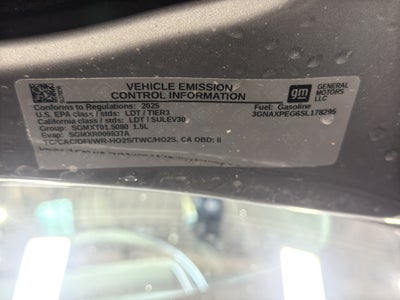 VEHICLE EMISSION
CONTROL INFORMATION
gm
GENERAL
MOTORS
LLC
Conforms to Regulations: 2025
U.S. EPA class / stds: LDT / TIER3
California class / stds: LDT / SULEV30
Group: SGMXT01.5080 1.5L
Evap: SGMXR0098
TC/CAC/DFI/WR-HO2S/TWC/HO2S, CA OBD: II
Fuel: Gasoline
3GNAXPEG6SL178295